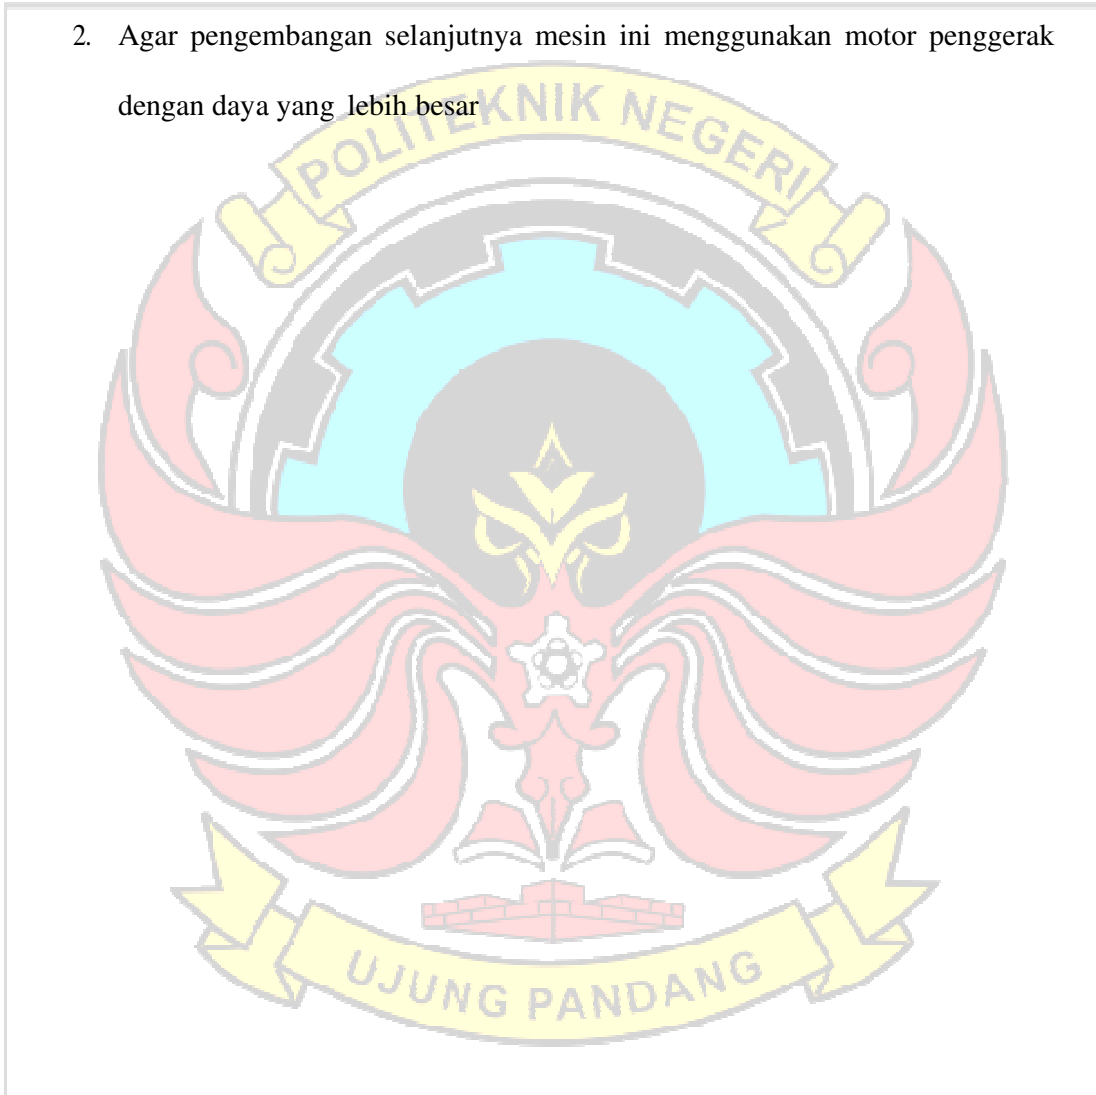 2. Agar pengembangan selanjutnya mesin ini menggunakan motor penggerak
dengan daya yang lebih besar
POLITEKNIK NEGERI
UJUNG PANDANG